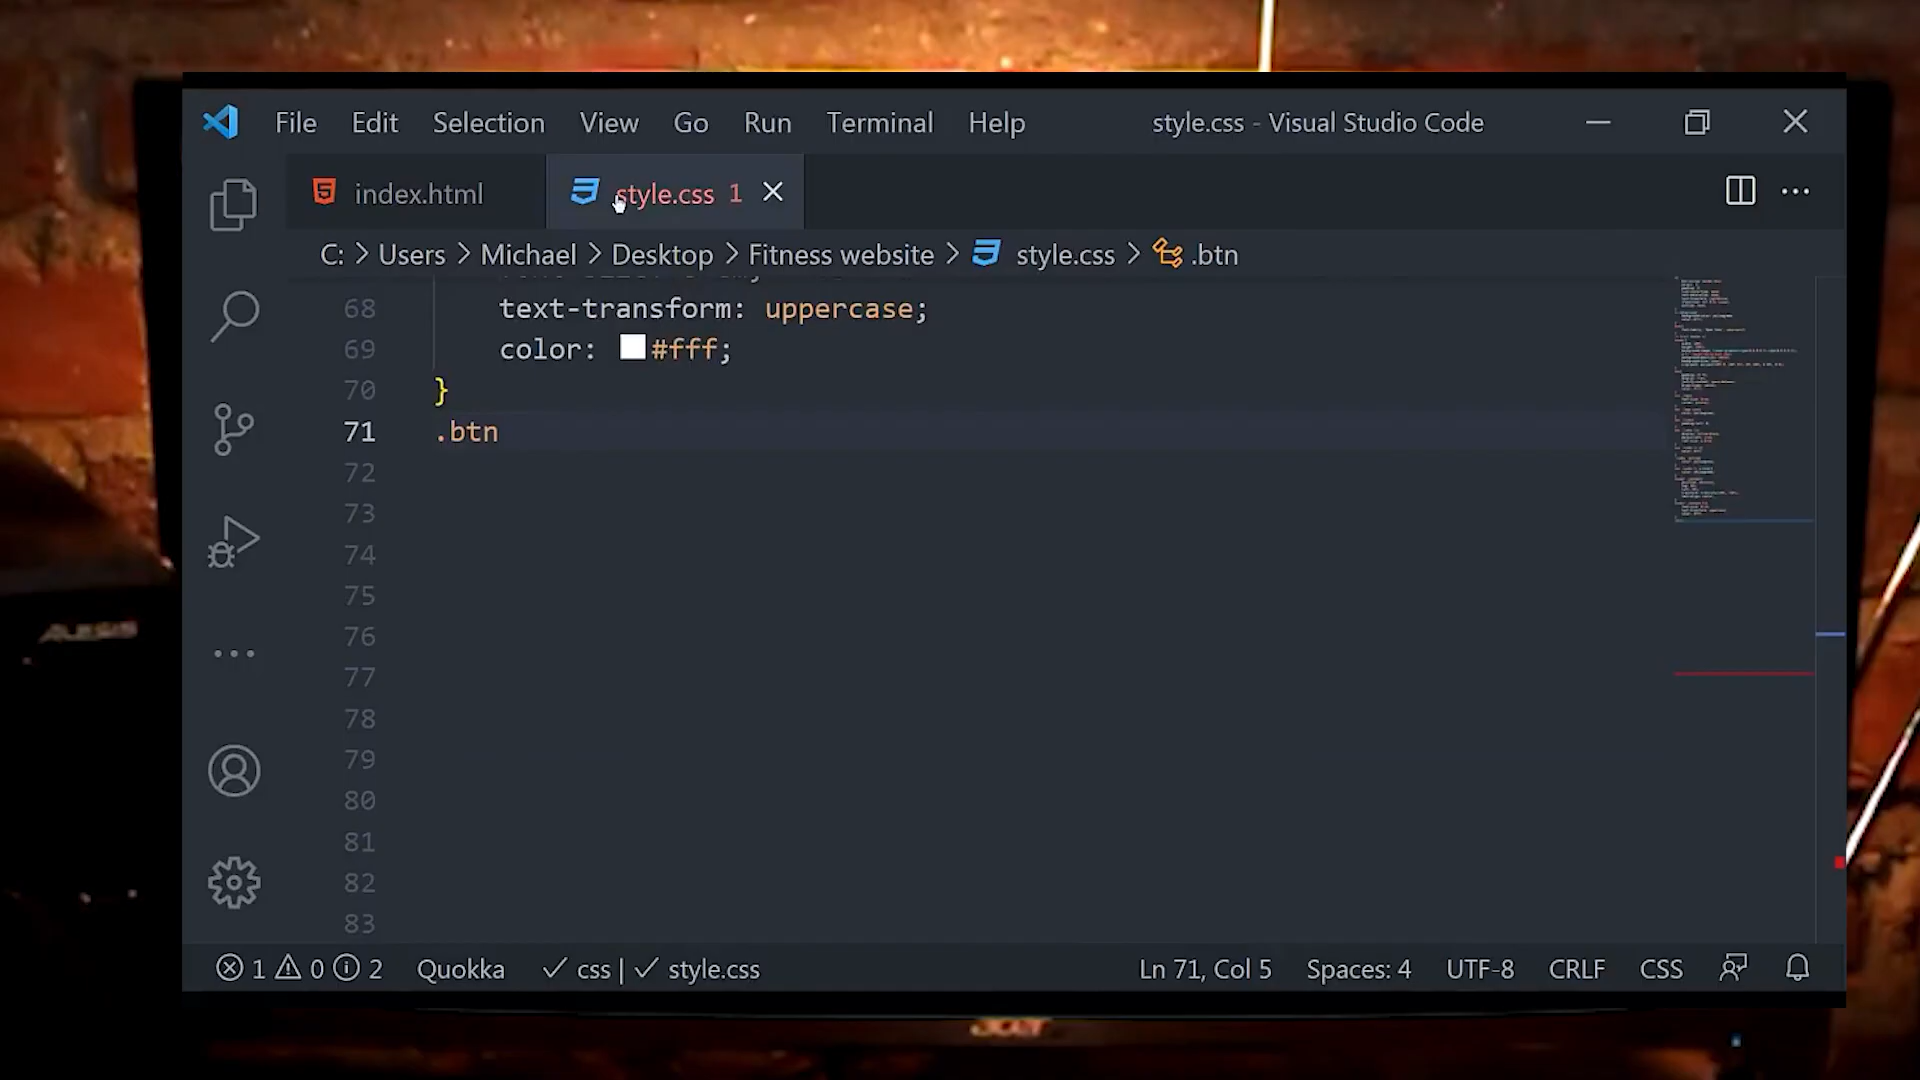 File Edit Selection View Go Run Terminal Help style.css - Visual Studio Code
index.html style.css 1
C: > Users > Michael > Desktop > Fitness website > style.css > .btn
68 text-transform: uppercase;
69 color: #fff;
70 }
71 .btn
72
73
74
75
76
77
78
79
80
81
82
83
1 0 2 Quokka ✓ css | ✓ style.css Ln 71, Col 5 Spaces: 4 UTF-8 CRLF CSS
ALESIS
acer